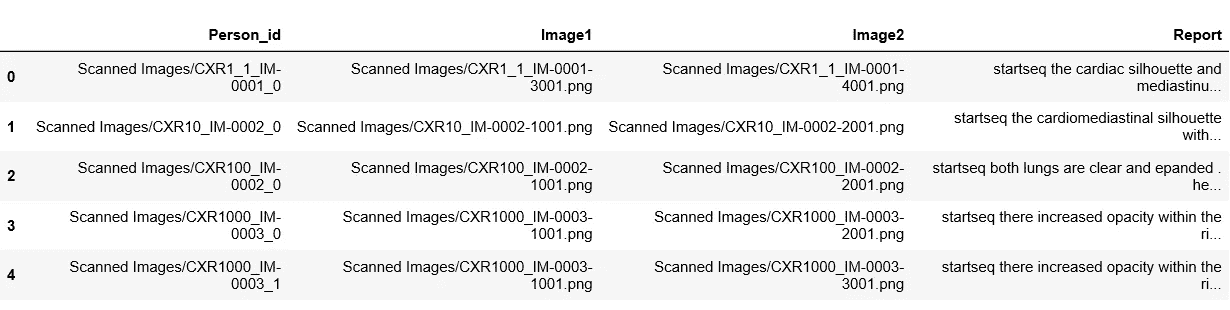 Person_id Image1 Image2 Report
0 Scanned Images/CXR1_1_IM- Scanned Images/CXR1_1_IM-0001- Scanned Images/CXR1_1_IM-0001- startseq the cardiac silhouette and
0001_0 3001.png 4001.png mediastinu...
1 Scanned Images/CXR10_IM-0002_0 Scanned Images/CXR10_IM-0002-1001.png Scanned Images/CXR10_IM-0002-2001.png startseq the cardiomediastinal silhouette
with...
2 Scanned Images/CXR100_IM- Scanned Images/CXR100_IM-0002- Scanned Images/CXR100_IM-0002- startseq both lungs are clear and epanded .
0002_0 1001.png 2001.png he...
3 Scanned Images/CXR1000_IM- Scanned Images/CXR1000_IM-0003- Scanned Images/CXR1000_IM-0003- startseq there increased opacity within the
0003_0 1001.png 2001.png ri...
4 Scanned Images/CXR1000_IM- Scanned Images/CXR1000_IM-0003- Scanned Images/CXR1000_IM-0003- startseq there increased opacity within the
0003_1 1001.png 3001.png ri...